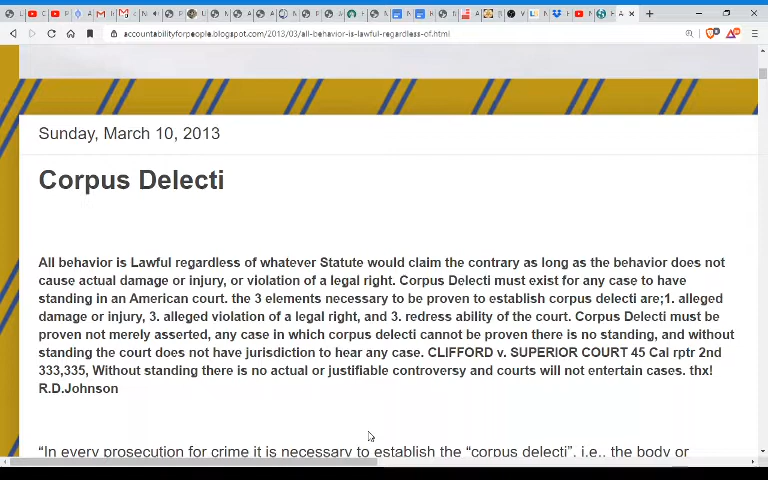 accountabilityforpeople.blogspot.com/2013/03/all-behavior-is-lawful-regardless-of.html
Sunday, March 10, 2013
Corpus Delecti
All behavior is Lawful regardless of whatever Statute would claim the contrary as long as the behavior does not
cause actual damage or injury, or violation of a legal right. Corpus Delecti must exist for any case to have
standing in an American court. the 3 elements necessary to be proven to establish corpus delecti are;1. alleged
damage or injury, 3. alleged violation of a legal right, and 3. redress ability of the court. Corpus Delecti must be
proven not merely asserted, any case in which corpus delecti cannot be proven there is no standing, and without
standing the court does not have jurisdiction to hear any case. CLIFFORD v. SUPERIOR COURT 45 Cal rptr 2nd
333,335, Without standing there is no actual or justifiable controversy and courts will not entertain cases. thx!
R.D.Johnson
“In every prosecution for crime it is necessary to establish the “corpus delecti”, i.e., the body or